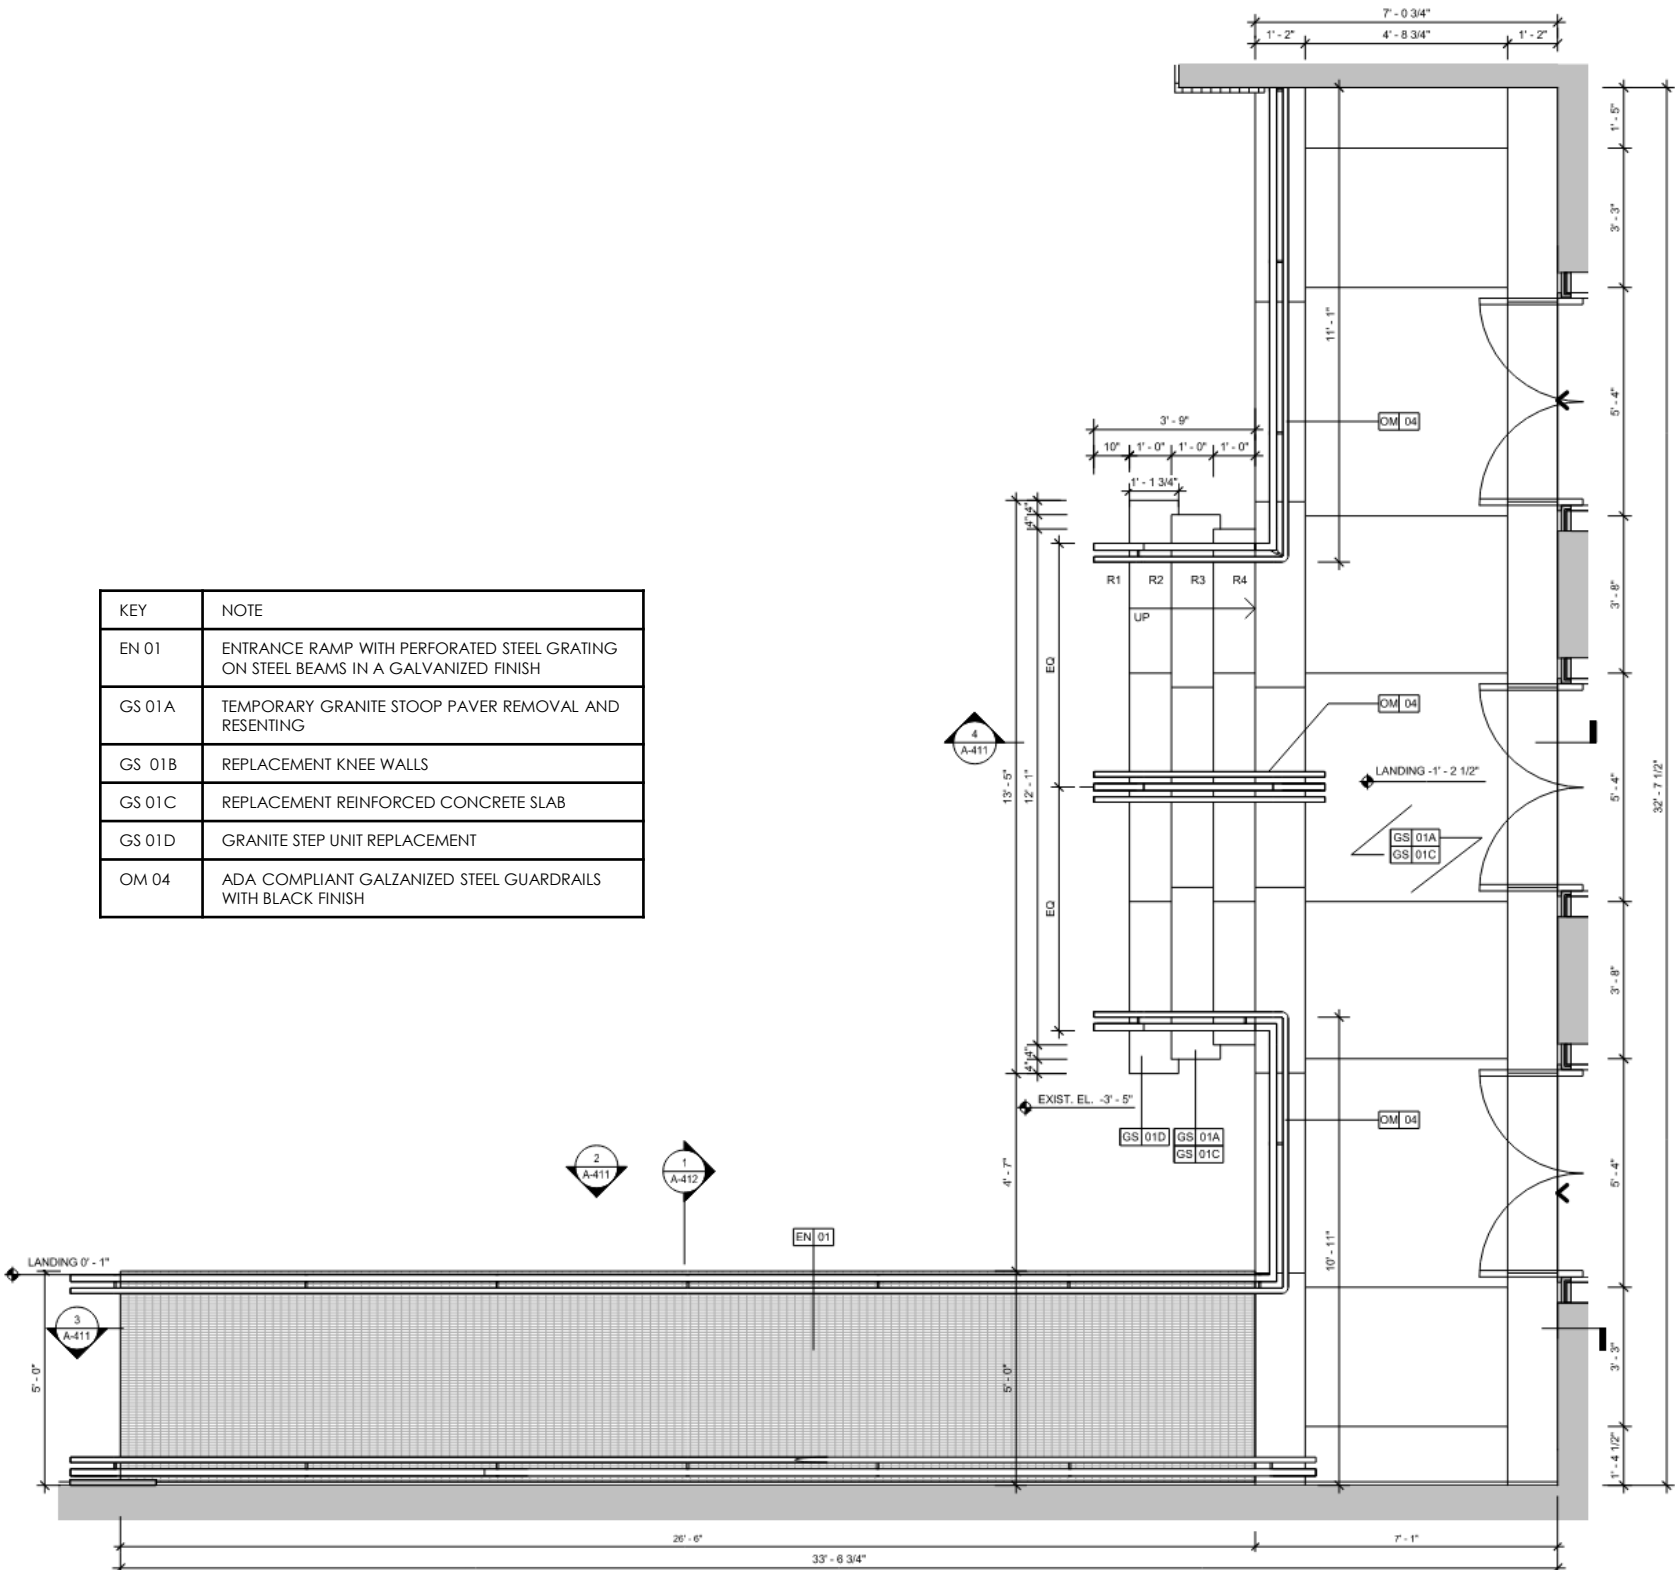 7' - 0 3/4"
1' - 2"
4' - 8 3/4"
1' - 2"
1' - 5"
3' - 3"
11' - 1"
5' - 4"
OM 04
3' - 9"
10"
1' - 0"
1' - 0"
1' - 0"
1' - 1 3/4"
4"
4"
R1
R2
R3
R4
UP
3' - 8"
KEY NOTE
EN 01 ENTRANCE RAMP WITH PERFORATED STEEL GRATING
ON STEEL BEAMS IN A GALVANIZED FINISH
GS 01A TEMPORARY GRANITE STOOP PAVER REMOVAL AND
RESENTING
GS 01B REPLACEMENT KNEE WALLS
GS 01C REPLACEMENT REINFORCED CONCRETE SLAB
GS 01D GRANITE STEP UNIT REPLACEMENT
OM 04 ADA COMPLIANT GALZANIZED STEEL GUARDRAILS
WITH BLACK FINISH
EQ
OM 04
4
A-411
LANDING -1' - 2 1/2"
13' - 5"
12' - 1"
5' - 4"
32' - 7 1/2"
GS 01A
GS 01C
EQ
3' - 8"
4"
4"
EXIST. EL. -3' - 5"
OM 04
GS 01D
GS 01A
GS 01C
2
A-411
1
A-412
4' - 7"
5' - 4"
EN 01
10' - 11"
LANDING 0' - 1"
3
A-411
5' - 0"
5' - 0"
3' - 3"
1' - 4 1/2"
26' - 6"
7' - 1"
33' - 6 3/4"